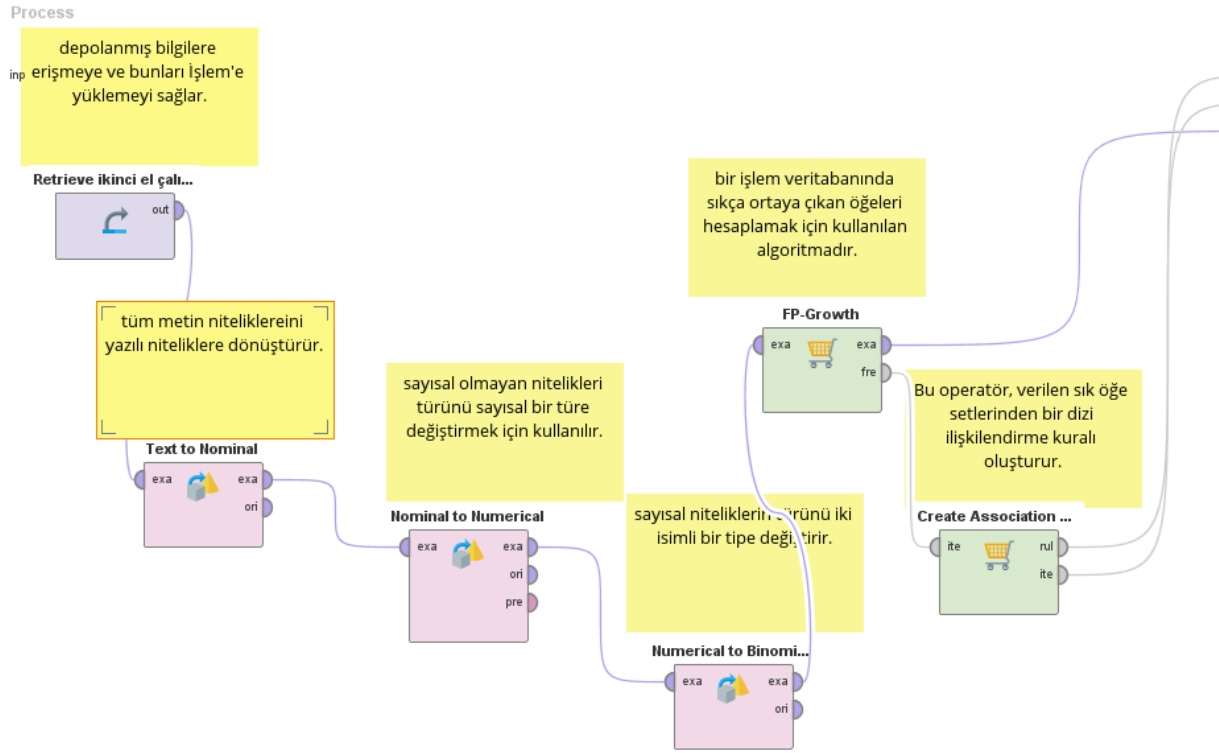 Process
depolanmış bilgilere
inp
erişmeye ve bunları İşlem'e
yüklemeyi sağlar.
Retrieve ikinci el çalı...
out
tüm metin niteliklereini
yazılı niteliklere dönüştürür.
Text to Nominal
exa
exa
ori
sayısal olmayan nitelikleri
türünü sayısal bir türe
değiştirmek için kullanılır.
Nominal to Numerical
exa
exa
ori
pre
sayısal niteliklerin türünü iki
isimli bir tipe değiştirir.
Numerical to Binomi...
exa
exa
ori
bir işlem veritabanında
sıkça ortaya çıkan öğeleri
hesaplamak için kullanılan
algoritmadır.
FP-Growth
exa
exa
fre
Bu operatör, verilen sık öğe
setlerinden bir dizi
ilişkilendirme kuralı
oluşturur.
Create Association ...
ite
rul
ite